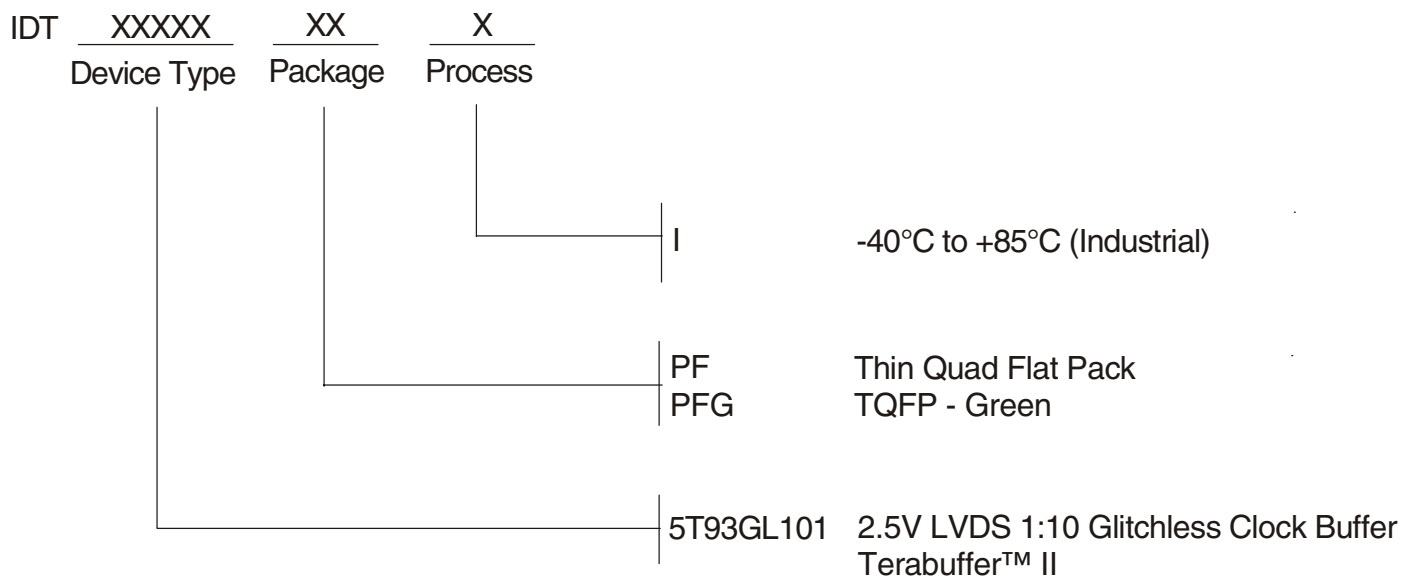 IDT XXXXX XX X
Device Type Package Process
I -40°C to +85°C (Industrial)
PF Thin Quad Flat Pack
PFG TQFP - Green
5T93GL101 2.5V LVDS 1:10 Glitchless Clock Buffer
Terabuffer™ II